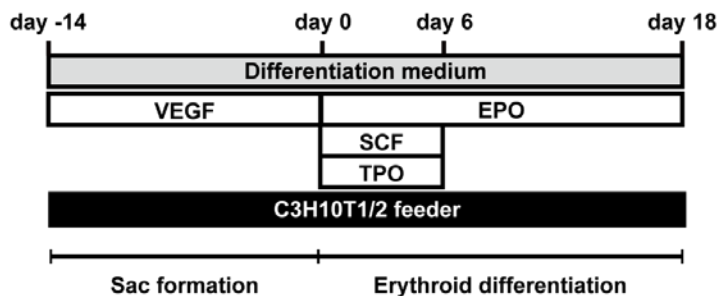 day -14 day 0 day 6 day 18
Differentiation medium
VEGF EPO
SCF
TPO
C3H10T1/2 feeder
Sac formation Erythroid differentiation